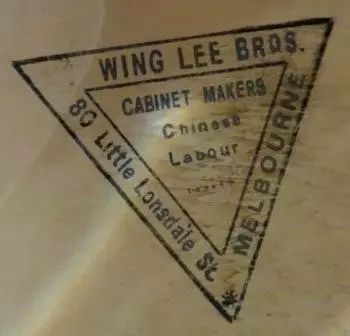 WING LEE BROS.
80 Little Lonsdale St. *
MELBOURNE
CABINET MAKERS
Chinese
Labour